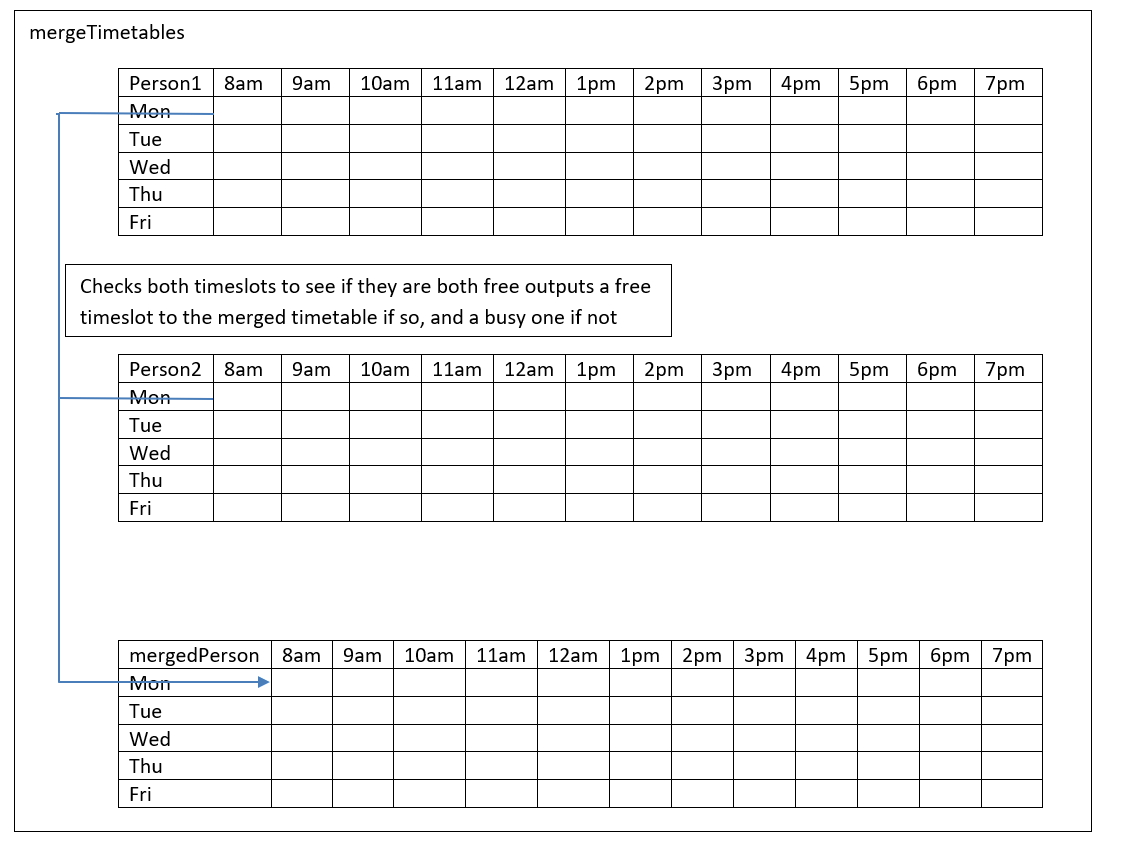 mergeTimetables
Person1 8am 9am 10am 11am 12am 1pm 2pm 3pm 4pm 5pm 6pm 7pm
Mon
Tue
Wed
Thu
Fri
Checks both timeslots to see if they are both free outputs a free
timeslot to the merged timetable if so, and a busy one if not
Person2 8am 9am 10am 11am 12am 1pm 2pm 3pm 4pm 5pm 6pm 7pm
Mon
Tue
Wed
Thu
Fri
mergedPerson 8am 9am 10am 11am 12am 1pm 2pm 3pm 4pm 5pm 6pm 7pm
Mon
Tue
Wed
Thu
Fri